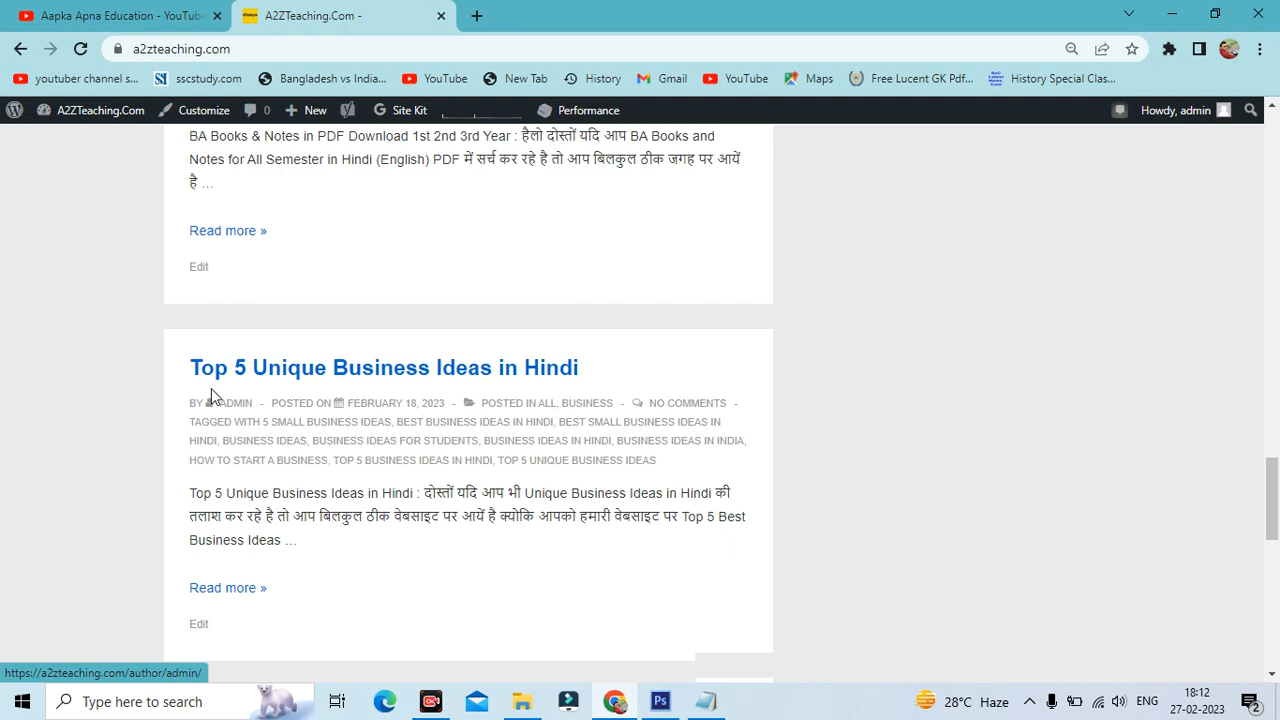 Aapka Apna Education - YouTube
A2ZTeaching.Com -
a2zteaching.com
youtuber channel s...
sscstudy.com
Bangladesh vs India...
YouTube
New Tab
History
Gmail
YouTube
Maps
Free Lucent GK Pdf...
History Special Clas...
A2ZTeaching.Com
Customize
0
New
Site Kit
Performance
Howdy, admin
BA Books & Notes in PDF Download 1st 2nd 3rd Year : हैलो दोस्तों यदि आप BA Books and
Notes for All Semester in Hindi (English) PDF में सर्च कर रहे है तो आप बिलकुल ठीक जगह पर आयें
है …
Read more »
Edit
Top 5 Unique Business Ideas in Hindi
BY ADMIN - POSTED ON FEBRUARY 18, 2023 - POSTED IN ALL, BUSINESS - NO COMMENTS -
TAGGED WITH 5 SMALL BUSINESS IDEAS, BEST BUSINESS IDEAS IN HINDI, BEST SMALL BUSINESS IDEAS IN
HINDI, BUSINESS IDEAS, BUSINESS IDEAS FOR STUDENTS, BUSINESS IDEAS IN HINDI, BUSINESS IDEAS IN INDIA,
HOW TO START A BUSINESS, TOP 5 BUSINESS IDEAS IN HINDI, TOP 5 UNIQUE BUSINESS IDEAS
Top 5 Unique Business Ideas in Hindi : दोस्तों यदि आप भी Unique Business Ideas in Hindi की
तलाश कर रहे है तो आप बिलकुल ठीक वेबसाइट पर आयें है क्योकि आपको हमारी वेबसाइट पर Top 5 Best
Business Ideas …
Read more »
Edit
https://a2zteaching.com/author/admin/
Type here to search
28°C Haze
ENG
18:12
27-02-2023
2